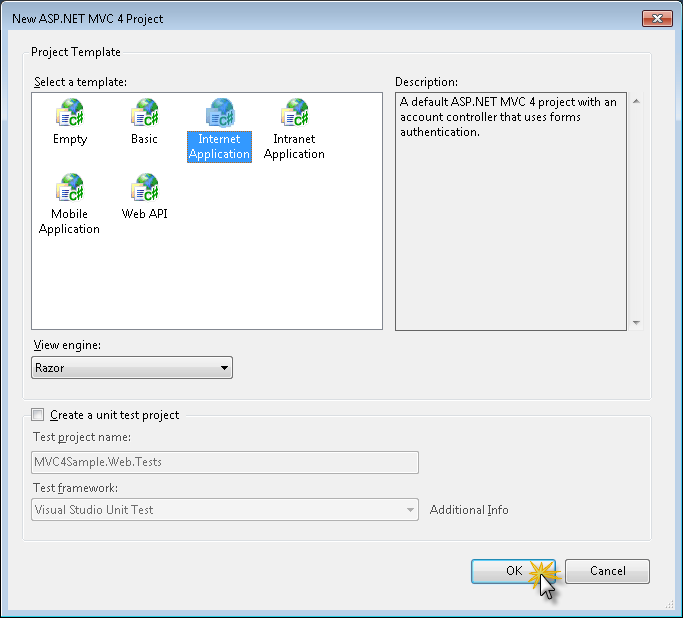 New ASP.NET MVC 4 Project
Project Template
Select a template:
Description:
Empty
Basic
Internet
Application
Intranet
Application
Mobile
Application
Web API
A default ASP.NET MVC 4 project with an
account controller that uses forms
authentication.
View engine:
Razor
Create a unit test project
Test project name:
MVC4Sample.Web.Tests
Test framework:
Visual Studio Unit Test
Additional Info
OK
Cancel